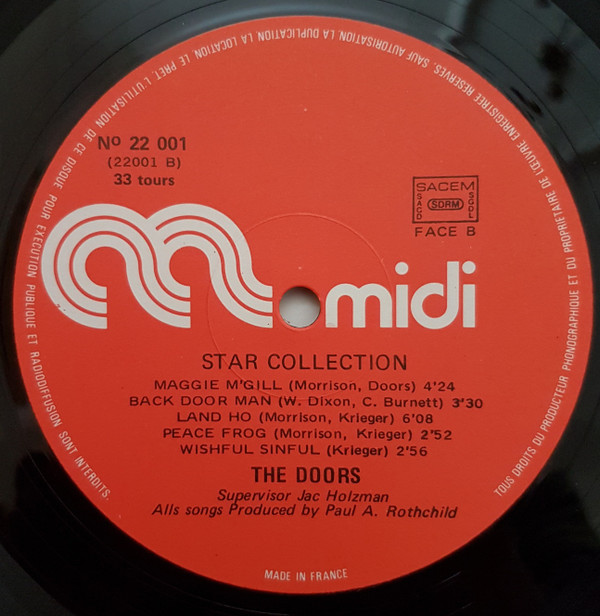 TOUS DROITS DU PRODUCTEUR PHONOGRAPHIQUE ET DU PROPRIETAIRE DE L'ŒUVRE ENREGISTREE RESERVES. SAUF AUTORISATION, LA DUPLICATION, LA LOCATION, LE PRET, L'UTILISATION DE CE DISQUE POUR EXECUTION PUBLIQUE ET RADIODIFFUSION SONT INTERDITS.
Nº 22 001
(22001 B)
33 tours
SACEM
SACD
SDRM
SGDL
FACE B
midi
STAR COLLECTION
MAGGIE M'GILL (Morrison, Doors) 4'24
BACK DOOR MAN (W. Dixon, C. Burnett) 3'30
LAND HO (Morrison, Krieger) 6'08
PEACE FROG (Morrison, Krieger) 2'52
WISHFUL SINFUL (Krieger) 2'56
THE DOORS
Supervisor Jac Holzman
Alls songs Produced by Paul A. Rothchild
MADE IN FRANCE